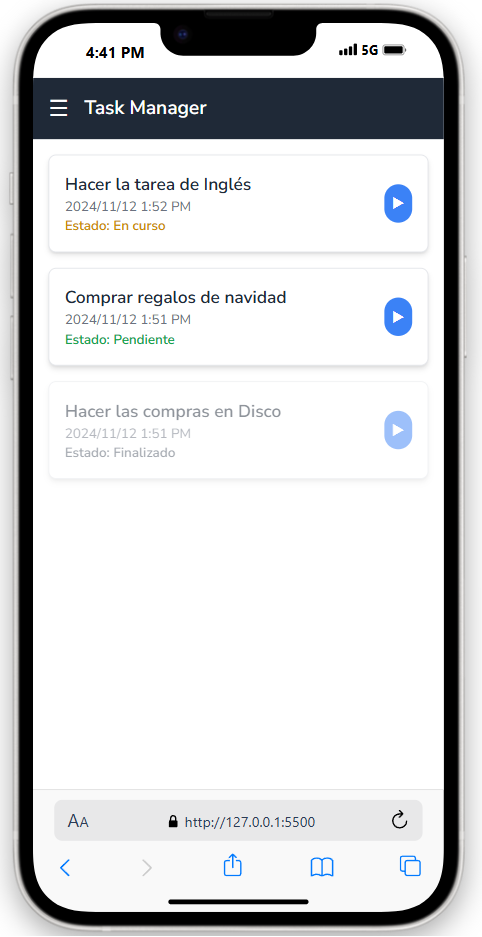 4:41 PM
5G
Task Manager
Hacer la tarea de Inglés
2024/11/12 1:52 PM
Estado: En curso
Comprar regalos de navidad
2024/11/12 1:51 PM
Estado: Pendiente
Hacer las compras en Disco
2024/11/12 1:51 PM
Estado: Finalizado
AA
http://127.0.0.1:5500